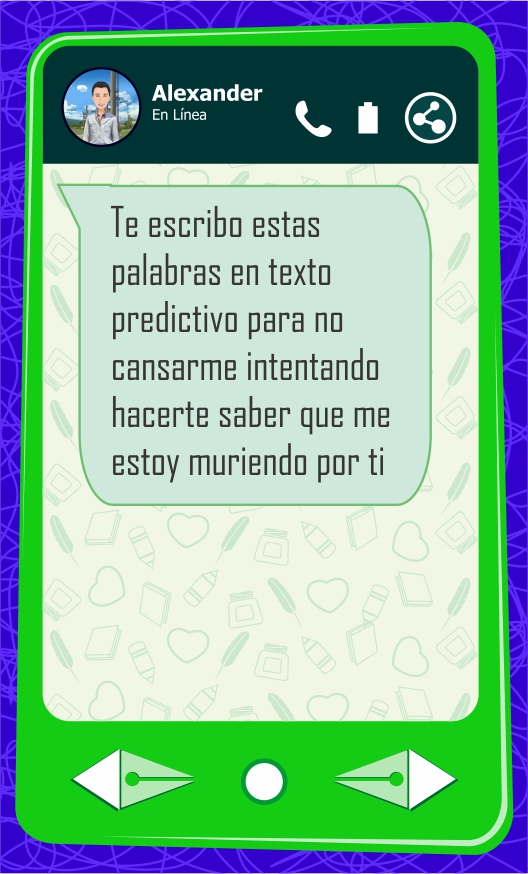 Alexander
En Línea
Te escribo estas
palabras en texto
predictivo para no
cansarme intentando
hacerte saber que me
estoy muriendo por ti